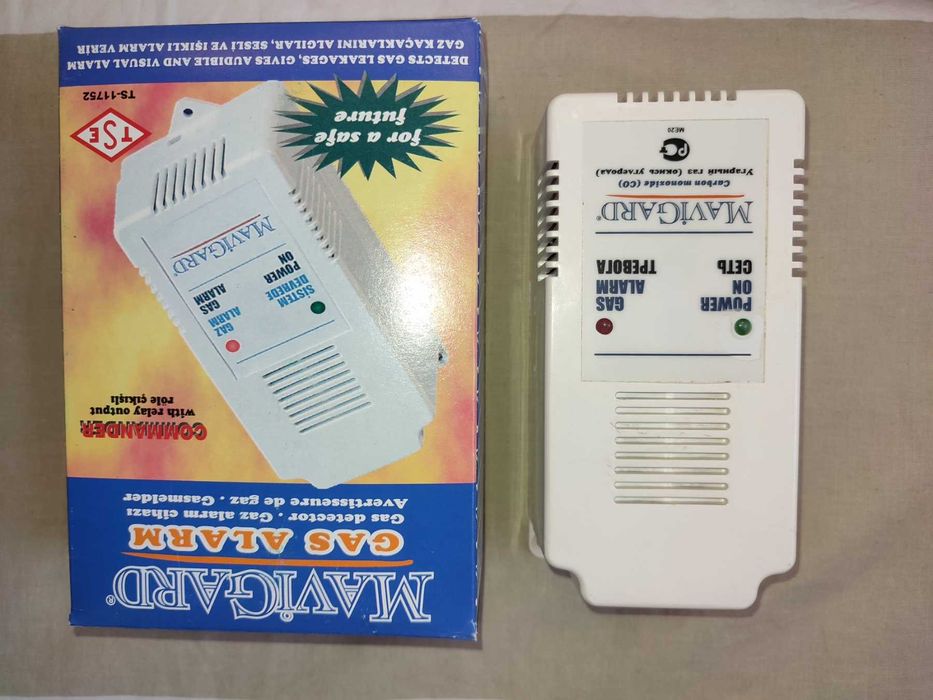 MAVİGARD®
GAS ALARM
Gas detector . Gaz alarm cihazı
Avertisseure de gaz . Gasmelder
COMMANDER
with relay output
röle çıkışlı
GAZ
ALARM
GAS
ALARM
SISTEM
DEVREDE
POWER
ON
MAVİGARD®
for a safe
future
TSE
TS-11752
DETECTS GAS LEAKAGES, GIVES AUDIBLE AND VISUAL ALARM
GAZ KAÇAKLARINI ALGILAR, SESLİ VE IŞIKLI ALARM VERİR
POWER
ON
GAS
ALARM
СЕТЬ
ТРЕВОГА
MAVİGARD®
Carbon monoxide (CO)
Угарный газ (окись углерода)
РСТ
ME20